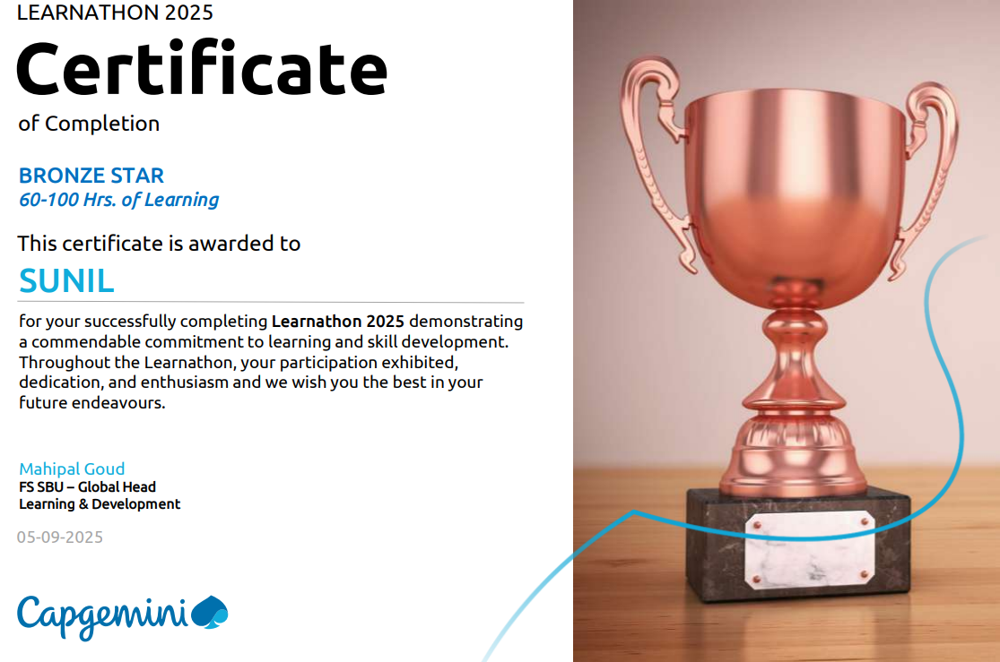 LEARNATHON 2025
Certificate
of Completion
BRONZE STAR
60-100 Hrs. of Learning
This certificate is awarded to
SUNIL
for your successfully completing Learnathon 2025 demonstrating
a commendable commitment to learning and skill development.
Throughout the Learnathon, your participation exhibited,
dedication, and enthusiasm and we wish you the best in your
future endeavours.
Mahipal Goud
FS SBU – Global Head
Learning & Development
05-09-2025
Capgemini